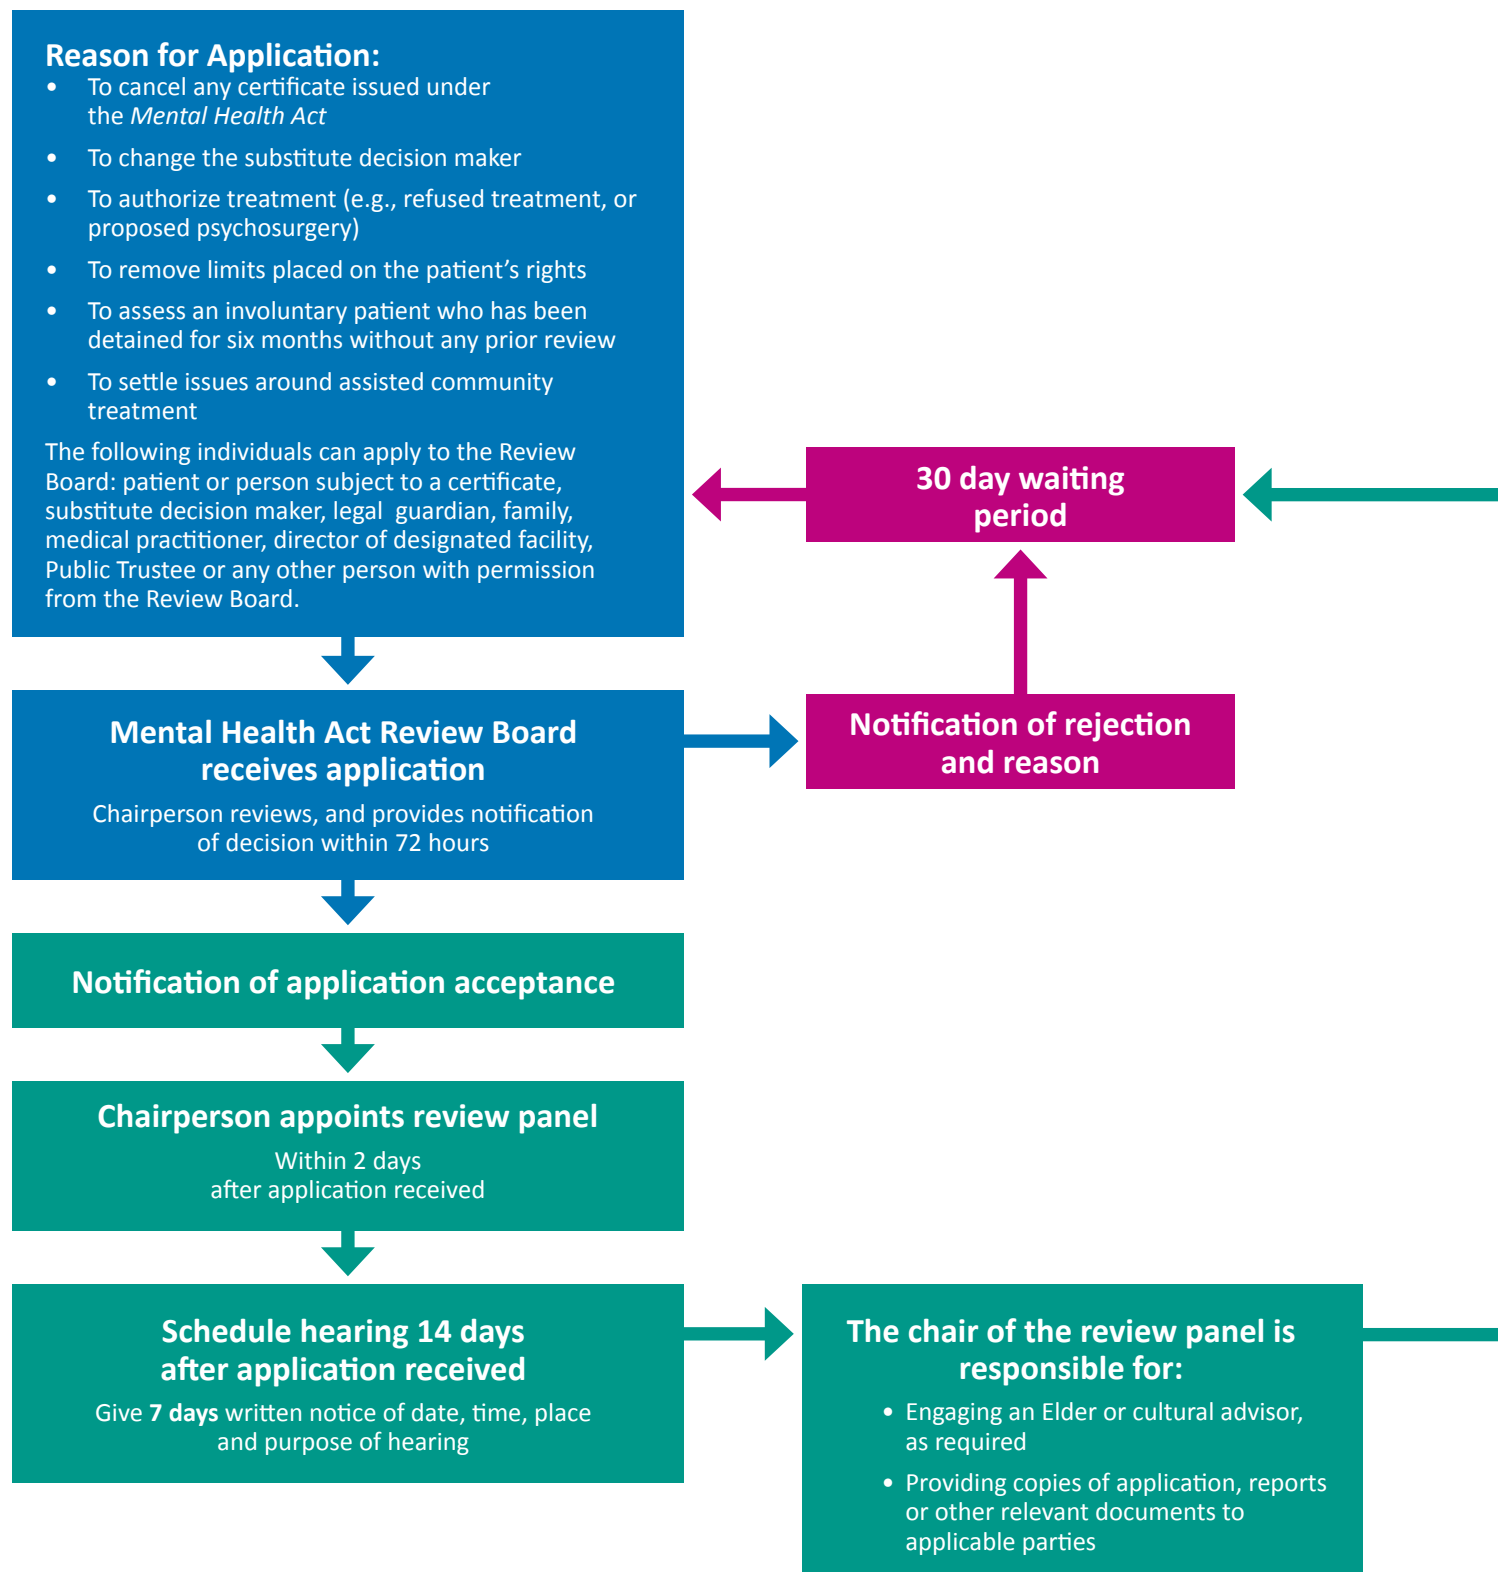 Reason for Application:
• To cancel any certificate issued under
the Mental Health Act
• To change the substitute decision maker
• To authorize treatment (e.g., refused treatment, or
proposed psychosurgery)
• To remove limits placed on the patient's rights
• To assess an involuntary patient who has been
detained for six months without any prior review
• To settle issues around assisted community
treatment
The following individuals can apply to the Review
Board: patient or person subject to a certificate,
substitute decision maker, legal guardian, family,
medical practitioner, director of designated facility,
Public Trustee or any other person with permission
from the Review Board.
30 day waiting
period
Mental Health Act Review Board
receives application
Chairperson reviews, and provides notification
of decision within 72 hours
Notification of rejection
and reason
Notification of application acceptance
Chairperson appoints review panel
Within 2 days
after application received
Schedule hearing 14 days
after application received
Give 7 days written notice of date, time, place
and purpose of hearing
The chair of the review panel is
responsible for:
• Engaging an Elder or cultural advisor,
as required
• Providing copies of application, reports
or other relevant documents to
applicable parties